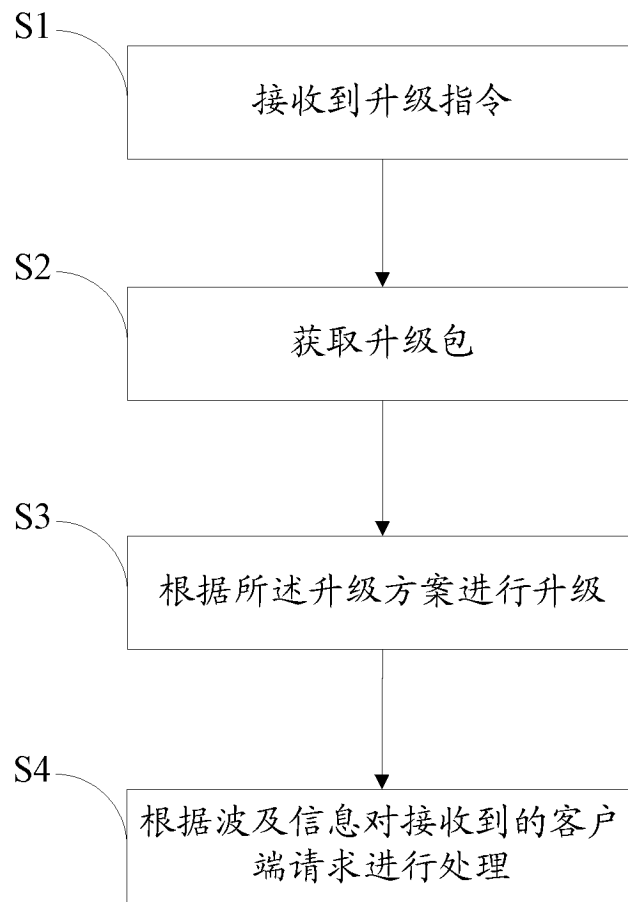 S1
接收到升级指令
S2
获取升级包
S3
根据所述升级方案进行升级
S4
根据波及信息对接收到的客户
端请求进行处理